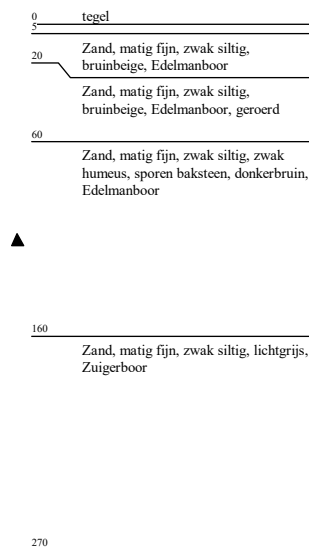 0 tegel
5
Zand, matig fijn, zwak siltig,
20
bruinbeige, Edelmanboor
Zand, matig fijn, zwak siltig,
bruinbeige, Edelmanboor, geroerd
60
Zand, matig fijn, zwak siltig, zwak
humeus, sporen baksteen, donkerbruin,
Edelmanboor
160
Zand, matig fijn, zwak siltig, lichtgrijs,
Zuigerboor
270